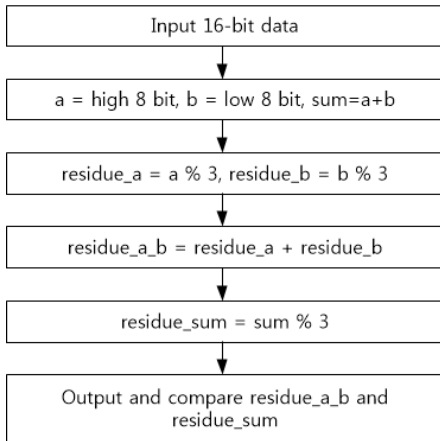 Input 16-bit data
a = high 8 bit, b = low 8 bit, sum=a+b
residue_a = a % 3, residue_b = b % 3
residue_a_b = residue_a + residue_b
residue_sum = sum % 3
Output and compare residue_a_b and
residue_sum